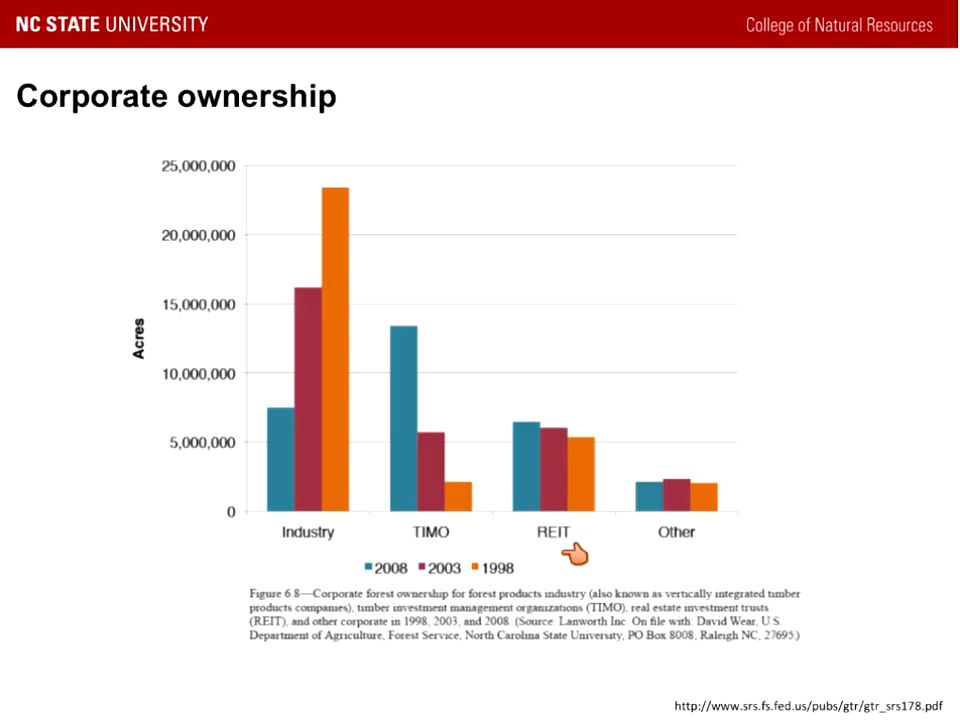 NC STATE UNIVERSITY
College of Natural Resources
Corporate ownership
25,000,000
20,000,000
15,000,000
10,000,000
5,000,000
0
Acres
Industry
TIMO
REIT
Other
2008 2003 1998
Figure 6.8—Corporate forest ownership for forest products industry (also known as vertically integrated timber
products companies), timber investment management organizations (TIMO), real estate investment trusts
(REIT), and other corporate in 1998, 2003, and 2008. (Source: Lanworth Inc. On file with: David Wear, U.S.
Department of Agriculture, Forest Service, North Carolina State University, PO Box 8008, Raleigh NC, 27695.)
http://www.srs.fs.fed.us/pubs/gtr/gtr_srs178.pdf